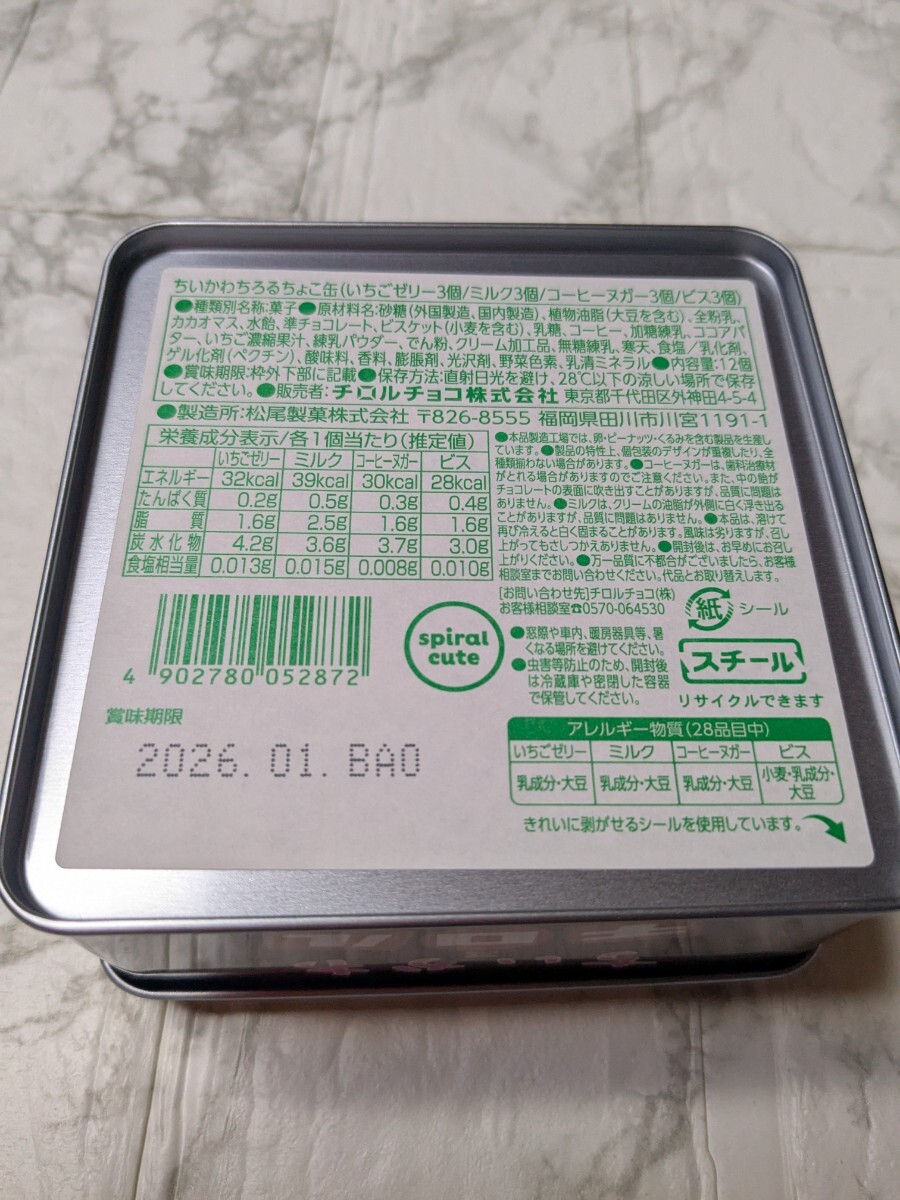 ちいかわちろるちょこ缶(いちごゼリー3個/ミルク3個/コーヒーヌガー3個/ビス3個)
●種類別名称:菓子●原材料名:砂糖(外国製造、国内製造)、植物油脂(大豆を含む)、全粉乳、
カカオマス、水飴、準チョコレート、ビスケット(小麦を含む)、乳糖、コーヒー、加糖練乳、ココアバ
ター、いちご濃縮果汁、練乳パウダー、でん粉、クリーム加工品、無糖練乳、寒天、食塩/乳化剤、
ゲル化剤(ペクチン)、酸味料、香料、膨脹剤、光沢剤、野菜色素、乳清ミネラル●内容量:12個
●賞味期限:枠外下部に記載●保存方法:直射日光を避け、28℃以下の涼しい場所で保存
してください。●販売者:チロルチョコ株式会社 東京都千代田区外神田4-5-4
●製造所:松尾製菓株式会社 〒826-8555 福岡県田川市川宮1191-1
栄養成分表示/各1個当たり(推定値)
いちごゼリー ミルク コーヒーヌガー ビス
エネルギー 32kcal 39kcal 30kcal 28kcal
たんぱく質 0.2g 0.5g 0.3g 0.4g
脂質 1.6g 2.5g 1.6g 1.6g
炭水化物 4.2g 3.6g 3.7g 3.0g
食塩相当量 0.013g 0.015g 0.008g 0.010g
●本品製造工場では、卵・ピーナッツ・くるみを含む製品を生産し
ています。●製品の特性上、個包装のデザインが重複したり、全
種類揃わない場合があります。●コーヒーヌガーは、歯科治療材
がとれる場合がありますのでご注意ください。また、中の飴が
チョコレートの表面に吹き出すことがありますが、品質に問題は
ありません。●ミルクは、クリームの油脂が外側に白く浮き出る
ことがありますが、品質に問題はありません。●本品は、溶けて
再び冷えると白く固まることがあります。風味は劣りますが、召し
上がってもさしつかえありません。●開封後は、お早めにお召し
上がりください。●万一品質に不都合がございましたら、お客様
相談室までお問い合わせください。代品とお取り替えします。
[お問い合わせ先]チロルチョコ(株)
お客様相談室☎0570-064530
紙 シール
●窓際や車内、暖房器具等、暑
くなる場所を避けてください。
●虫害等防止のため、開封後
は冷蔵庫や密閉した容器
で保管してください。
スチール
リサイクルできます
spiral
cute
4 902780 052872
賞味期限
2026.01.BAO
アレルギー物質(28品目中)
いちごゼリー ミルク コーヒーヌガー ビス
乳成分・大豆 乳成分・大豆 乳成分・大豆 小麦・乳成分・
大豆
きれいに剥がせるシールを使用しています。